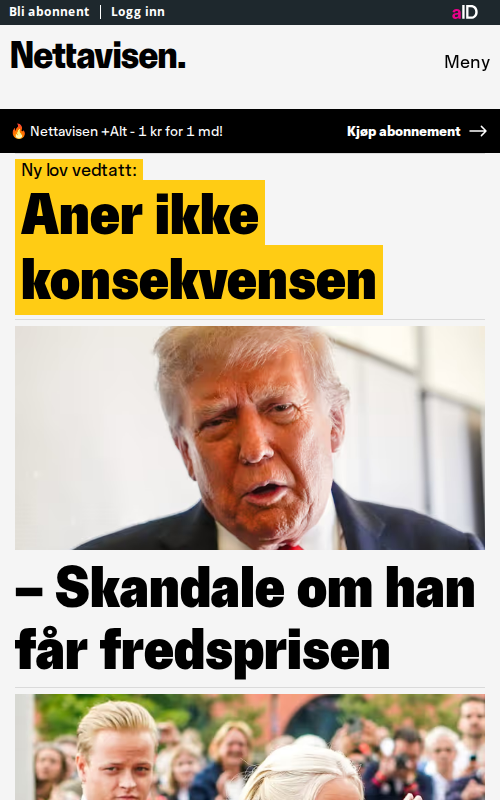 Bli abonnent | Logg inn
aID
Nettavisen.
Meny
🔥 Nettavisen +Alt - 1 kr for 1 md!
Kjøp abonnement →
Ny lov vedtatt:
Aner ikke
konsekvensen
– Skandale om han
får fredsprisen